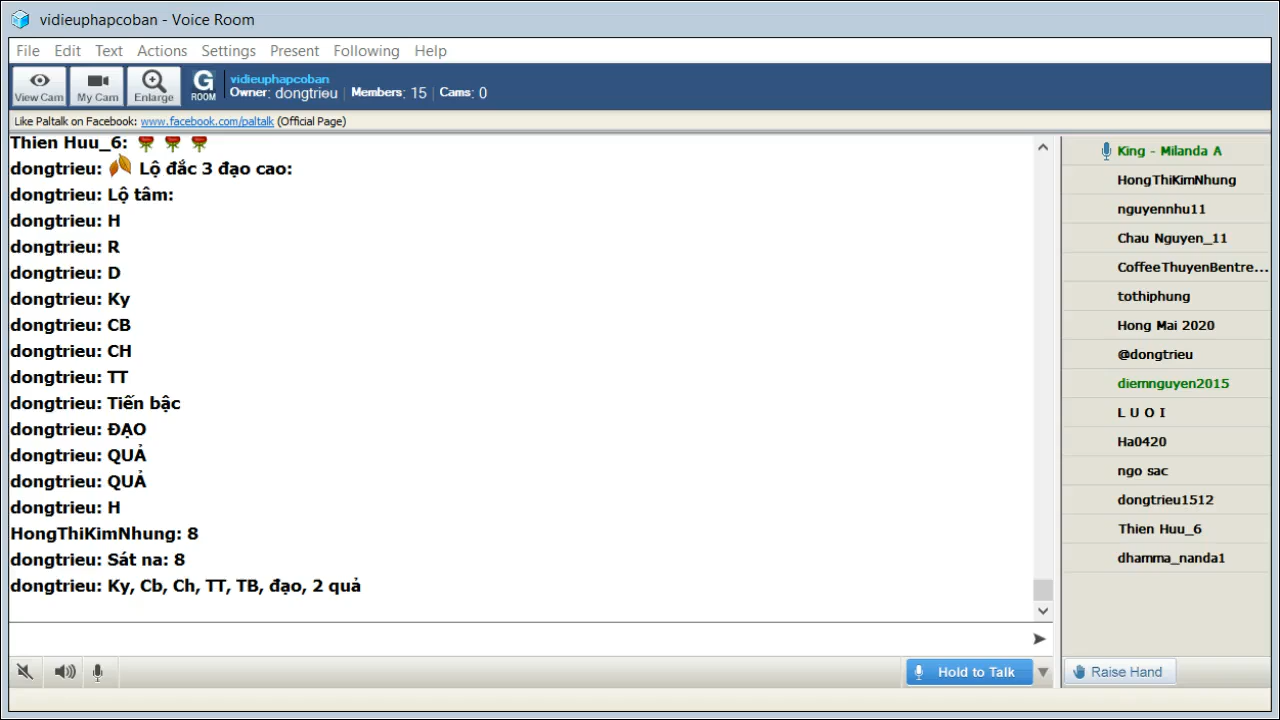 vidieuphapcoban - Voice Room
File Edit Text Actions Settings Present Following Help
View Cam
My Cam
Enlarge
G ROOM
vidieuphapcoban
Owner: dongtrieu | Members: 15 | Cams: 0
Like Paltalk on Facebook: www.facebook.com/paltalk (Official Page)
Thien Huu_6:
dongtrieu: Lộ đắc 3 đạo cao:
dongtrieu: Lộ tâm:
dongtrieu: H
dongtrieu: R
dongtrieu: D
dongtrieu: Ky
dongtrieu: CB
dongtrieu: CH
dongtrieu: TT
dongtrieu: Tiến bậc
dongtrieu: ĐẠO
dongtrieu: QUẢ
dongtrieu: QUẢ
dongtrieu: H
HongThiKimNhung: 8
dongtrieu: Sát na: 8
dongtrieu: Ky, Cb, Ch, TT, TB, đạo, 2 quả
King - Milanda A
HongThiKimNhung
nguyennhu11
Chau Nguyen_11
CoffeeThuyenBentre...
tothiphung
Hong Mai 2020
@dongtrieu
diemnguyen2015
L U O I
Ha0420
ngo sac
dongtrieu1512
Thien Huu_6
dhamma_nanda1
Hold to Talk
Raise Hand